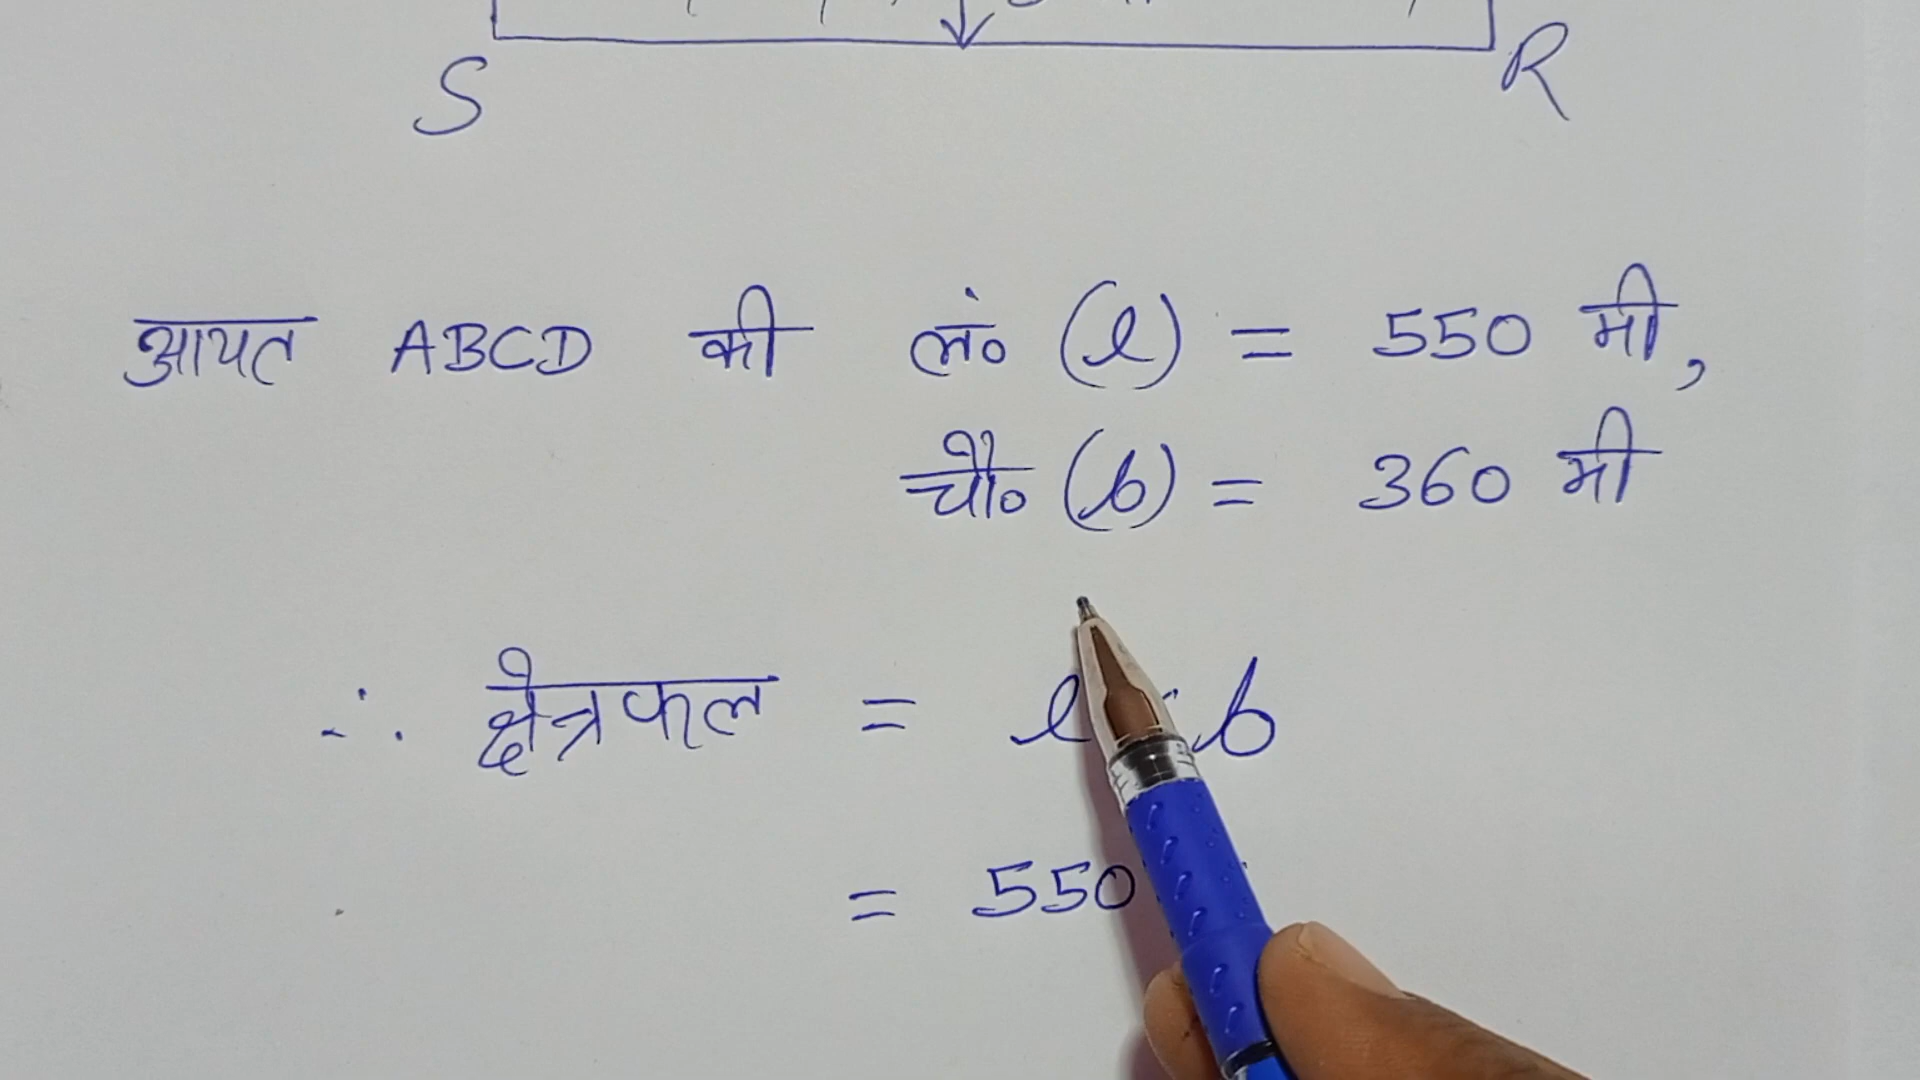 S R
आयत ABCD की लं० (l) = 550 मी,
चौ० (b) = 360 मी
∴ क्षेत्रफल = l b
= 550